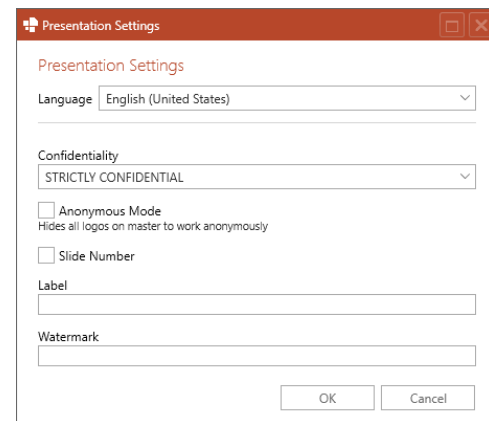 Presentation Settings
Presentation Settings
Language English (United States)
Confidentiality
STRICTLY CONFIDENTIAL
Anonymous Mode
Hides all logos on master to work anonymously
Slide Number
Label
Watermark
OK Cancel